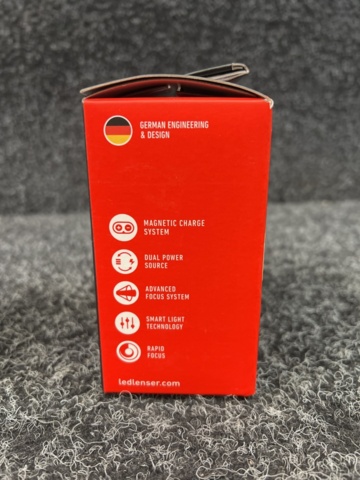 GERMAN ENGINEERING
& DESIGN
MAGNETIC CHARGE
SYSTEM
DUAL POWER
SOURCE
ADVANCED
FOCUS SYSTEM
SMART LIGHT
TECHNOLOGY
RAPID
FOCUS
ledlenser.com